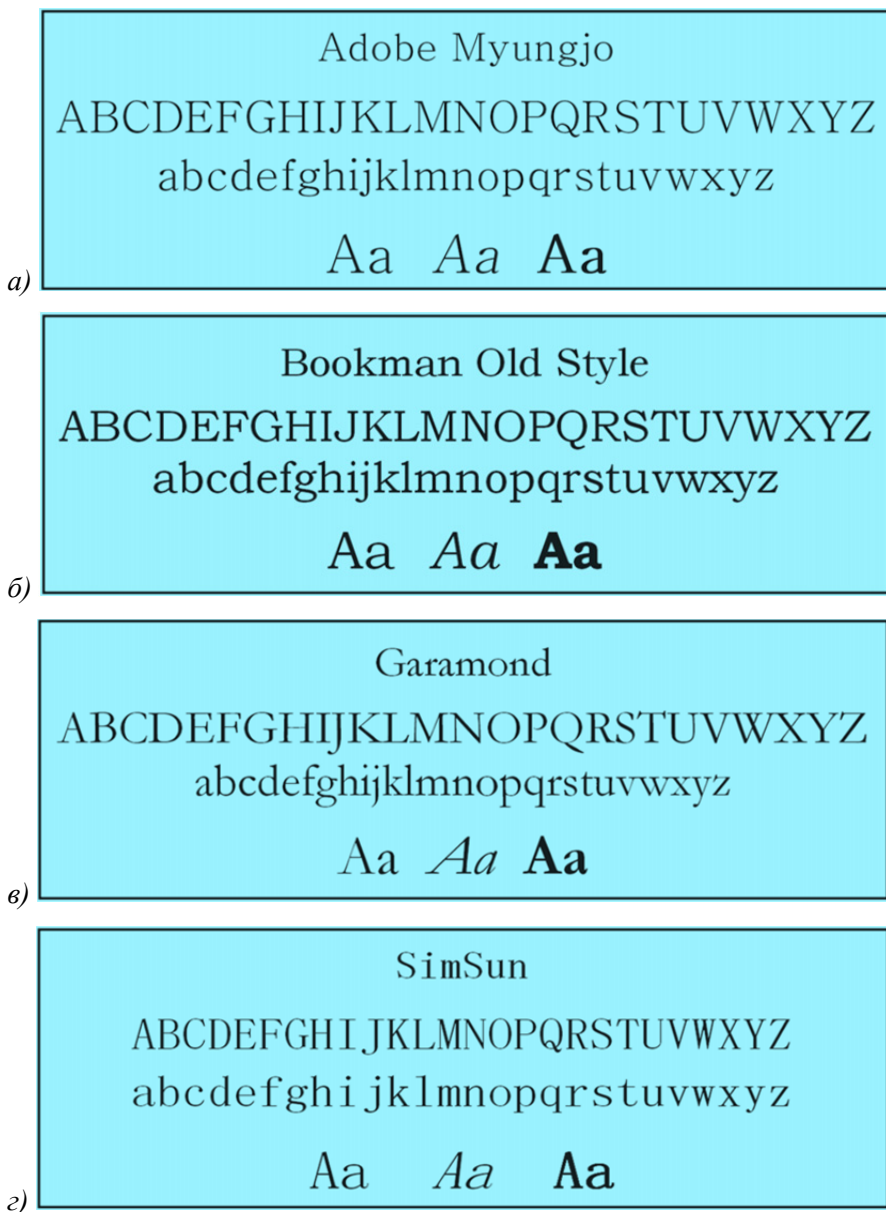 Adobe Myungjo
ABCDEFGHIJKLMNOPQRSTUVWXYZ
abcdefghijklmnopqrstuvwxyz
а) Aa Aa Aa
Bookman Old Style
ABCDEFGHIJKLMNOPQRSTUVWXYZ
abcdefghijklmnopqrstuvwxyz
б) Aa Aa Aa
Garamond
ABCDEFGHIJKLMNOPQRSTUVWXYZ
abcdefghijklmnopqrstuvwxyz
в) Aa Aa Aa
SimSun
ABCDEFGHIJKLMNOPQRSTUVWXYZ
abcdefghijklmnopqrstuvwxyz
г) Aa Aa Aa